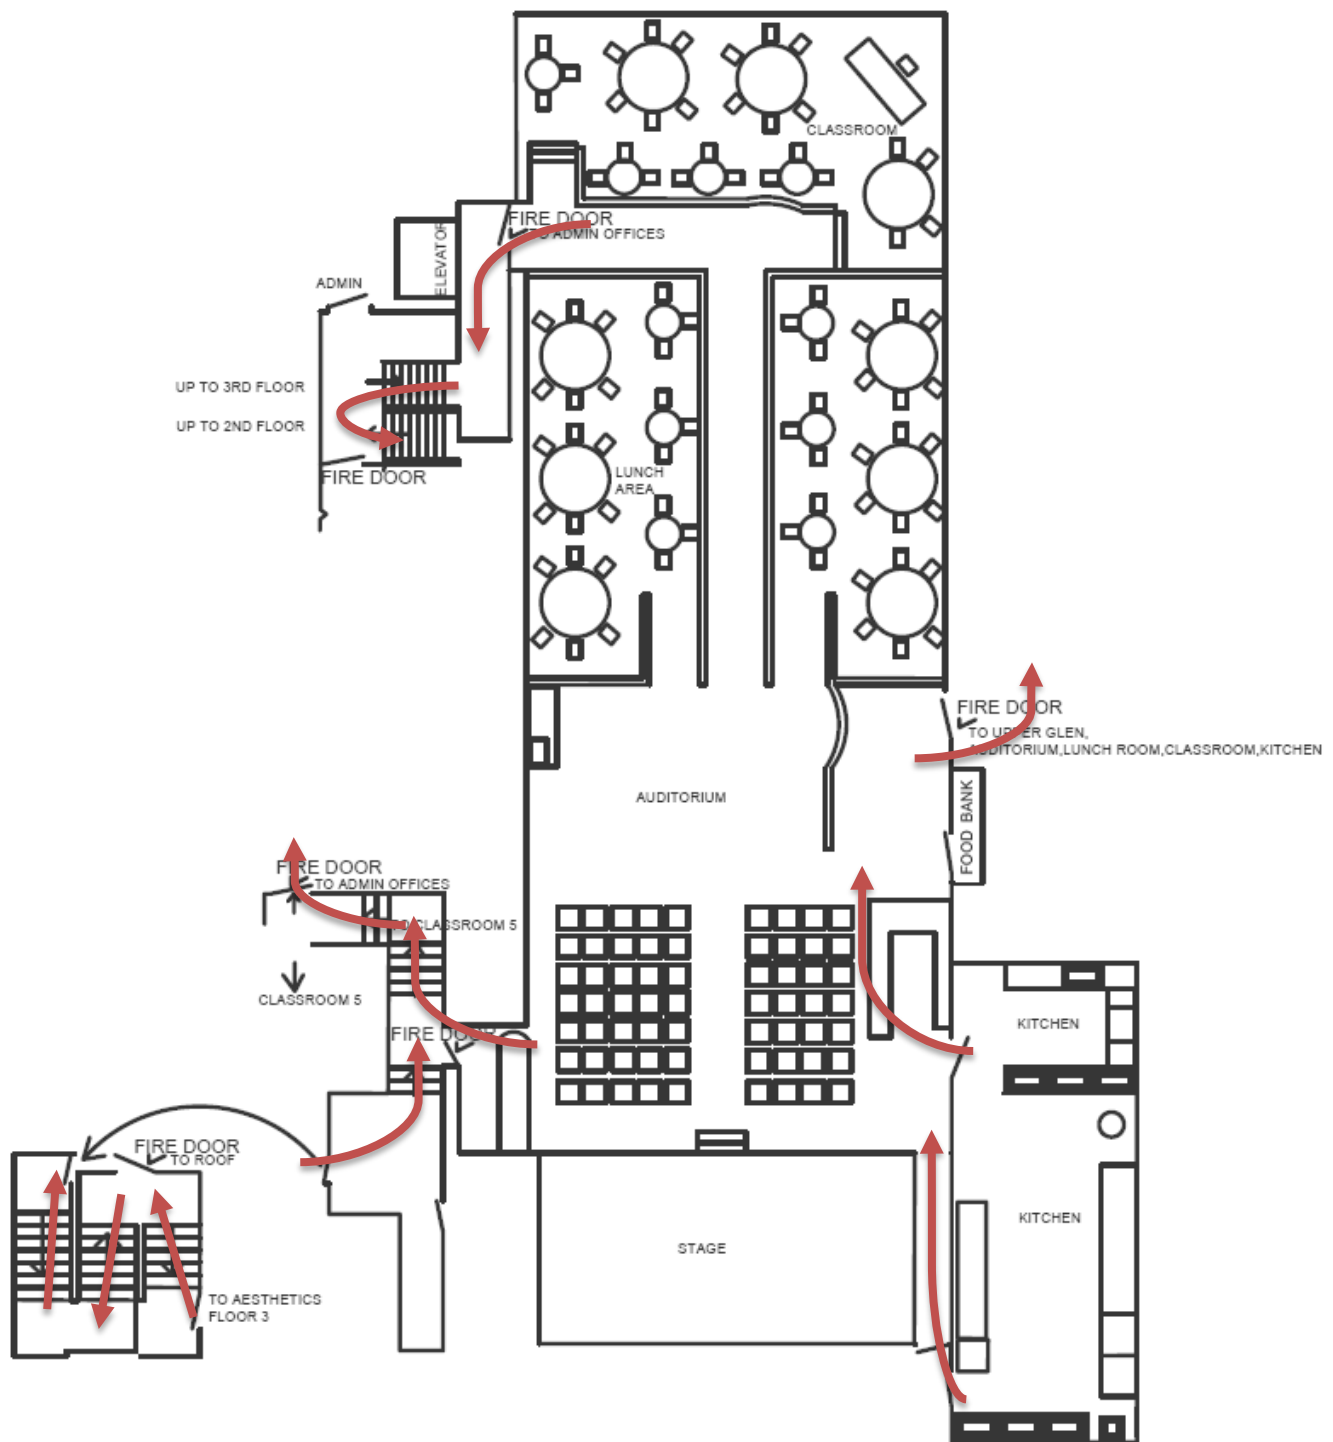 CLASSROOM
FIRE DOOR
TO ADMIN OFFICES
ELEVATOR
ADMIN
UP TO 3RD FLOOR
UP TO 2ND FLOOR
FIRE DOOR
LUNCH
AREA
FIRE DOOR
TO UPPER GLEN,
AUDITORIUM,LUNCH ROOM,CLASSROOM,KITCHEN
FOOD BANK
AUDITORIUM
FIRE DOOR
TO ADMIN OFFICES
TO CLASSROOM 5
CLASSROOM 5
FIRE DOOR
KITCHEN
FIRE DOOR
TO ROOF
KITCHEN
STAGE
TO AESTHETICS
FLOOR 3